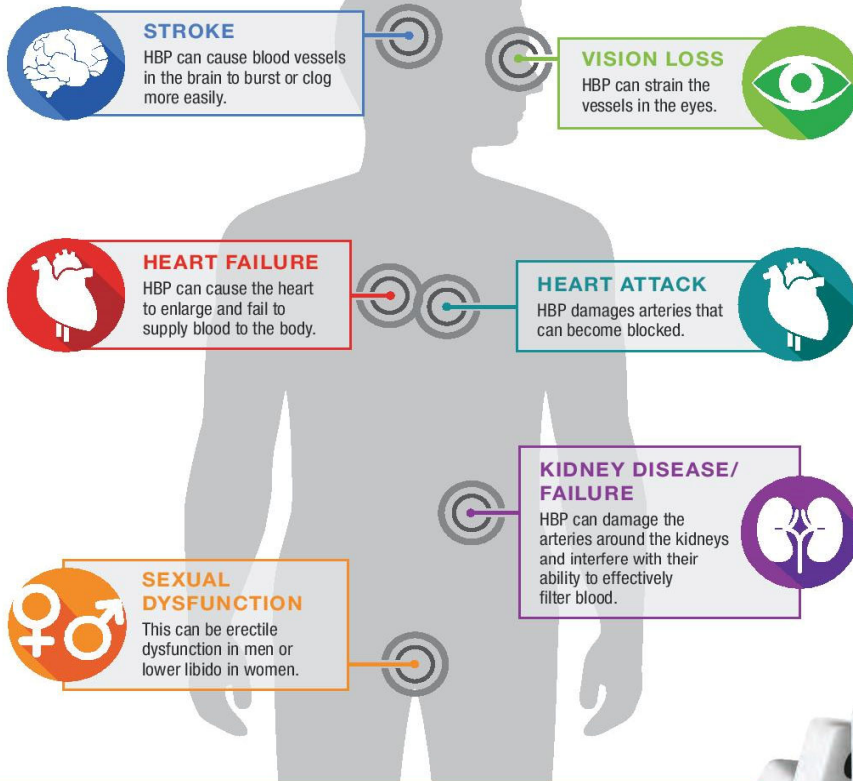 STROKE
HBP can cause blood vessels
in the brain to burst or clog
more easily.
VISION LOSS
HBP can strain the
vessels in the eyes.
HEART FAILURE
HBP can cause the heart
to enlarge and fail to
supply blood to the body.
HEART ATTACK
HBP damages arteries that
can become blocked.
KIDNEY DISEASE/
FAILURE
HBP can damage the
arteries around the kidneys
and interfere with their
ability to effectively
filter blood.
SEXUAL
DYSFUNCTION
This can be erectile
dysfunction in men or
lower libido in women.